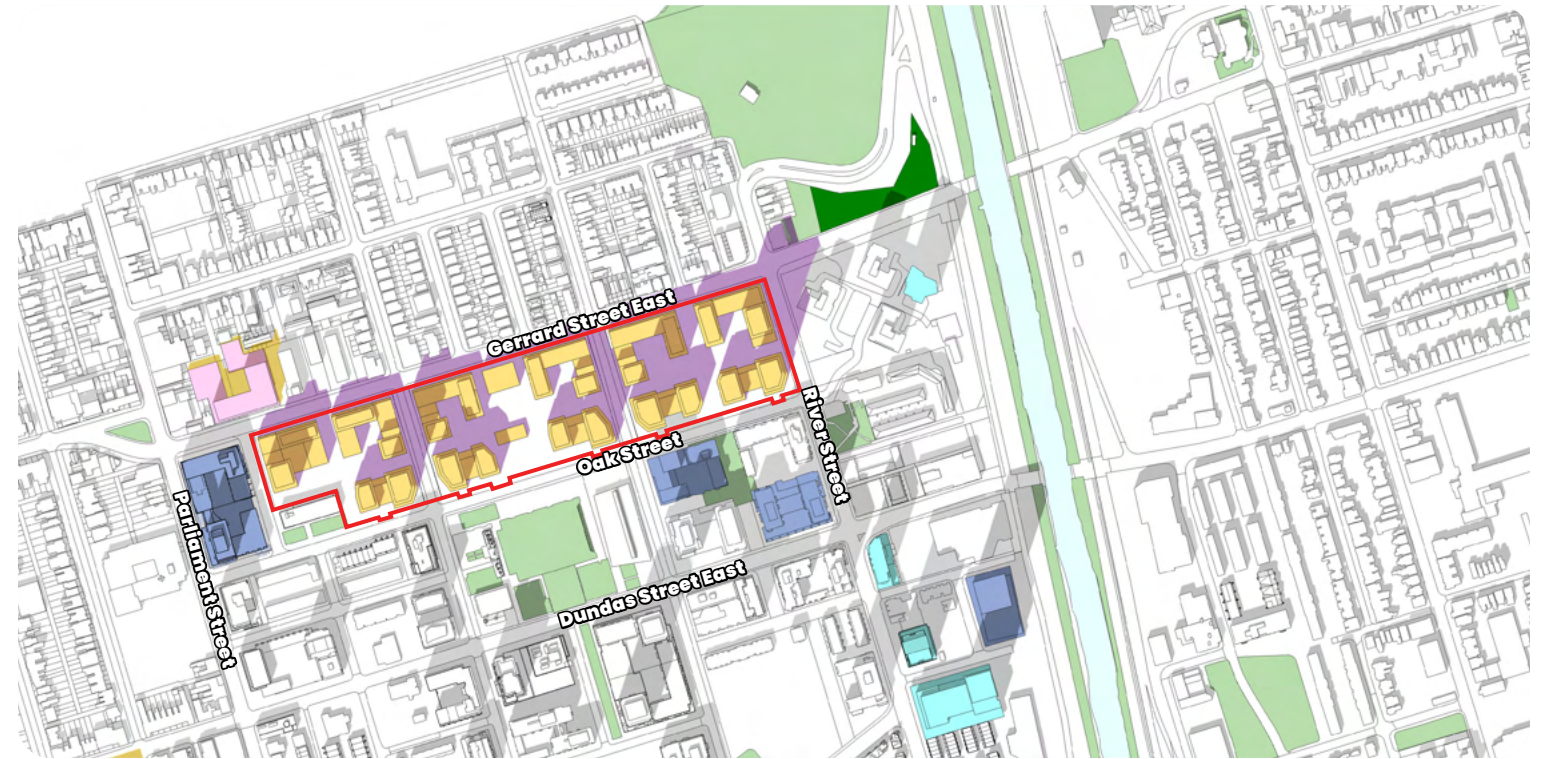 Gerrard Street East
Oak Street
River Street
Parliament Street
Dundas Street East